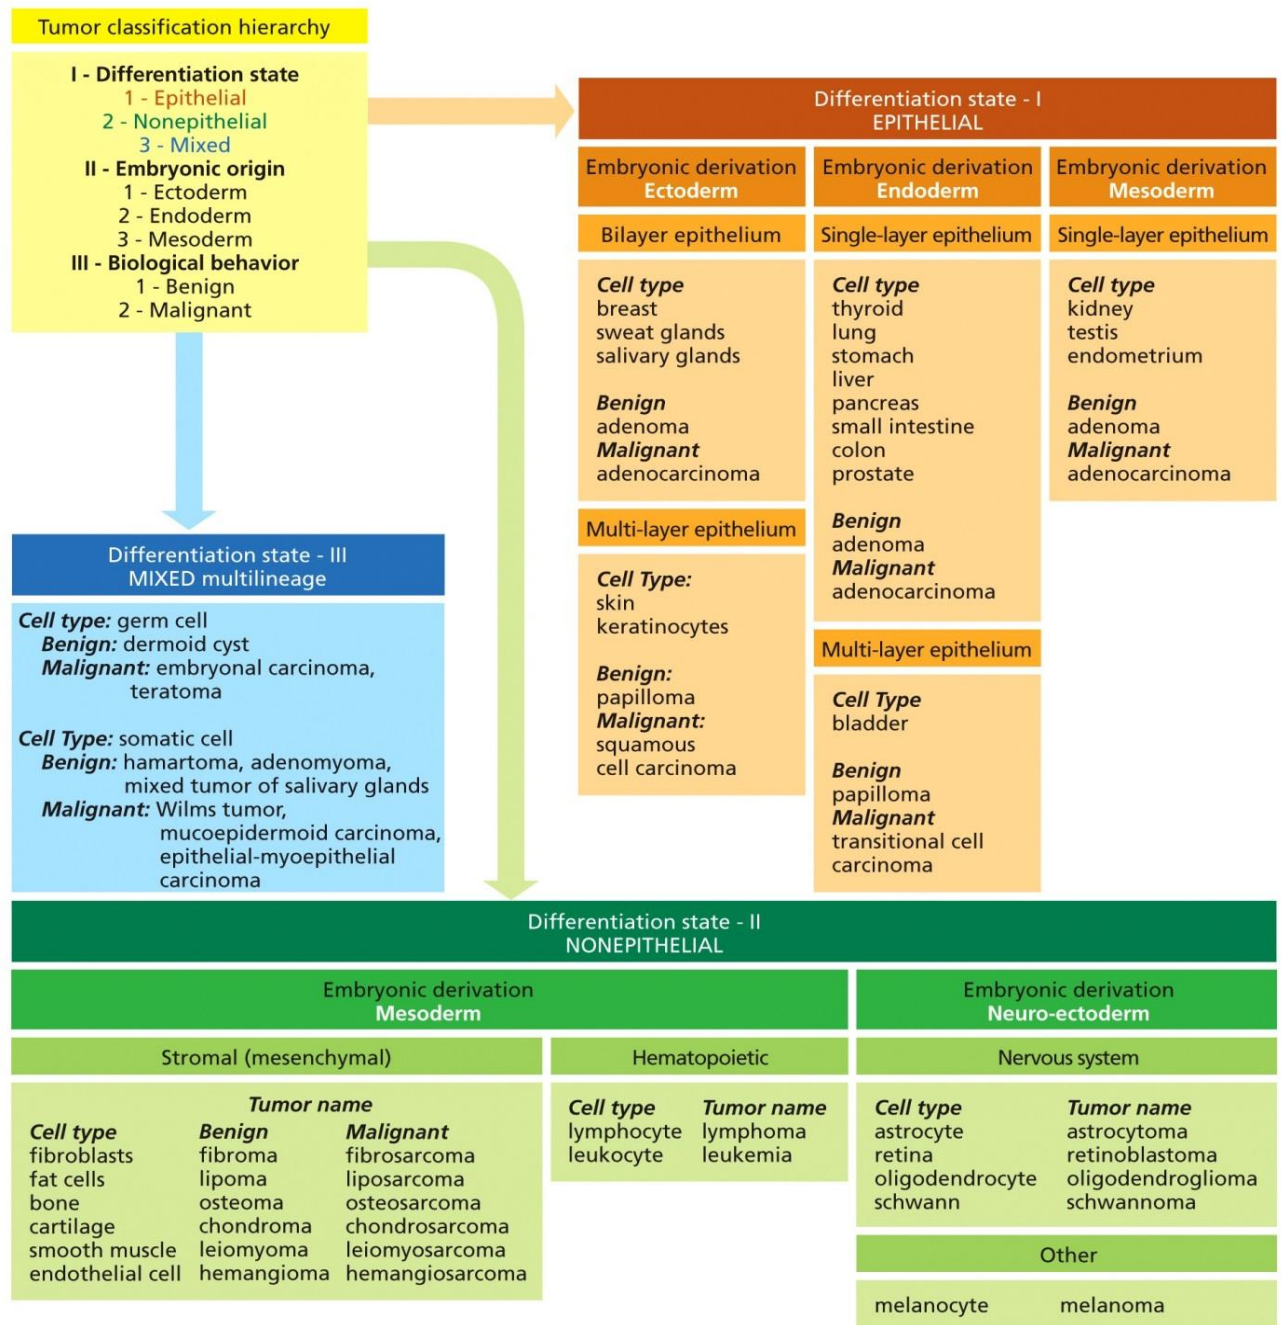 Tumor classification hierarchy
I - Differentiation state
1 - Epithelial
2 - Nonepithelial
3 - Mixed
II - Embryonic origin
1 - Ectoderm
2 - Endoderm
3 - Mesoderm
III - Biological behavior
1 - Benign
2 - Malignant
Differentiation state - I
EPITHELIAL
Embryonic derivation
Ectoderm
Bilayer epithelium
Cell type
breast
sweat glands
salivary glands
Benign
adenoma
Malignant
adenocarcinoma
Multi-layer epithelium
Cell Type:
skin
keratinocytes
Benign:
papilloma
Malignant:
squamous
cell carcinoma
Embryonic derivation
Endoderm
Single-layer epithelium
Cell type
thyroid
lung
stomach
liver
pancreas
small intestine
colon
prostate
Benign
adenoma
Malignant
adenocarcinoma
Multi-layer epithelium
Cell Type
bladder
Benign
papilloma
Malignant
transitional cell
carcinoma
Embryonic derivation
Mesoderm
Single-layer epithelium
Cell type
kidney
testis
endometrium
Benign
adenoma
Malignant
adenocarcinoma
Differentiation state - III
MIXED multilineage
Cell type: germ cell
Benign: dermoid cyst
Malignant: embryonal carcinoma,
teratoma
Cell Type: somatic cell
Benign: hamartoma, adenomyoma,
mixed tumor of salivary glands
Malignant: Wilms tumor,
mucoepidermoid carcinoma,
epithelial-myoepithelial
carcinoma
Differentiation state - II
NONEPITHELIAL
Embryonic derivation
Mesoderm
Stromal (mesenchymal)
Tumor name
Cell type Benign Malignant
fibroblasts fibroma fibrosarcoma
fat cells lipoma liposarcoma
bone osteoma osteosarcoma
cartilage chondroma chondrosarcoma
smooth muscle leiomyoma leiomyosarcoma
endothelial cell hemangioma hemangiosarcoma
Hematopoietic
Cell type Tumor name
lymphocyte lymphoma
leukocyte leukemia
Embryonic derivation
Neuro-ectoderm
Nervous system
Cell type Tumor name
astrocyte astrocytoma
retina retinoblastoma
oligodendrocyte oligodendroglioma
schwann schwannoma
Other
melanocyte melanoma